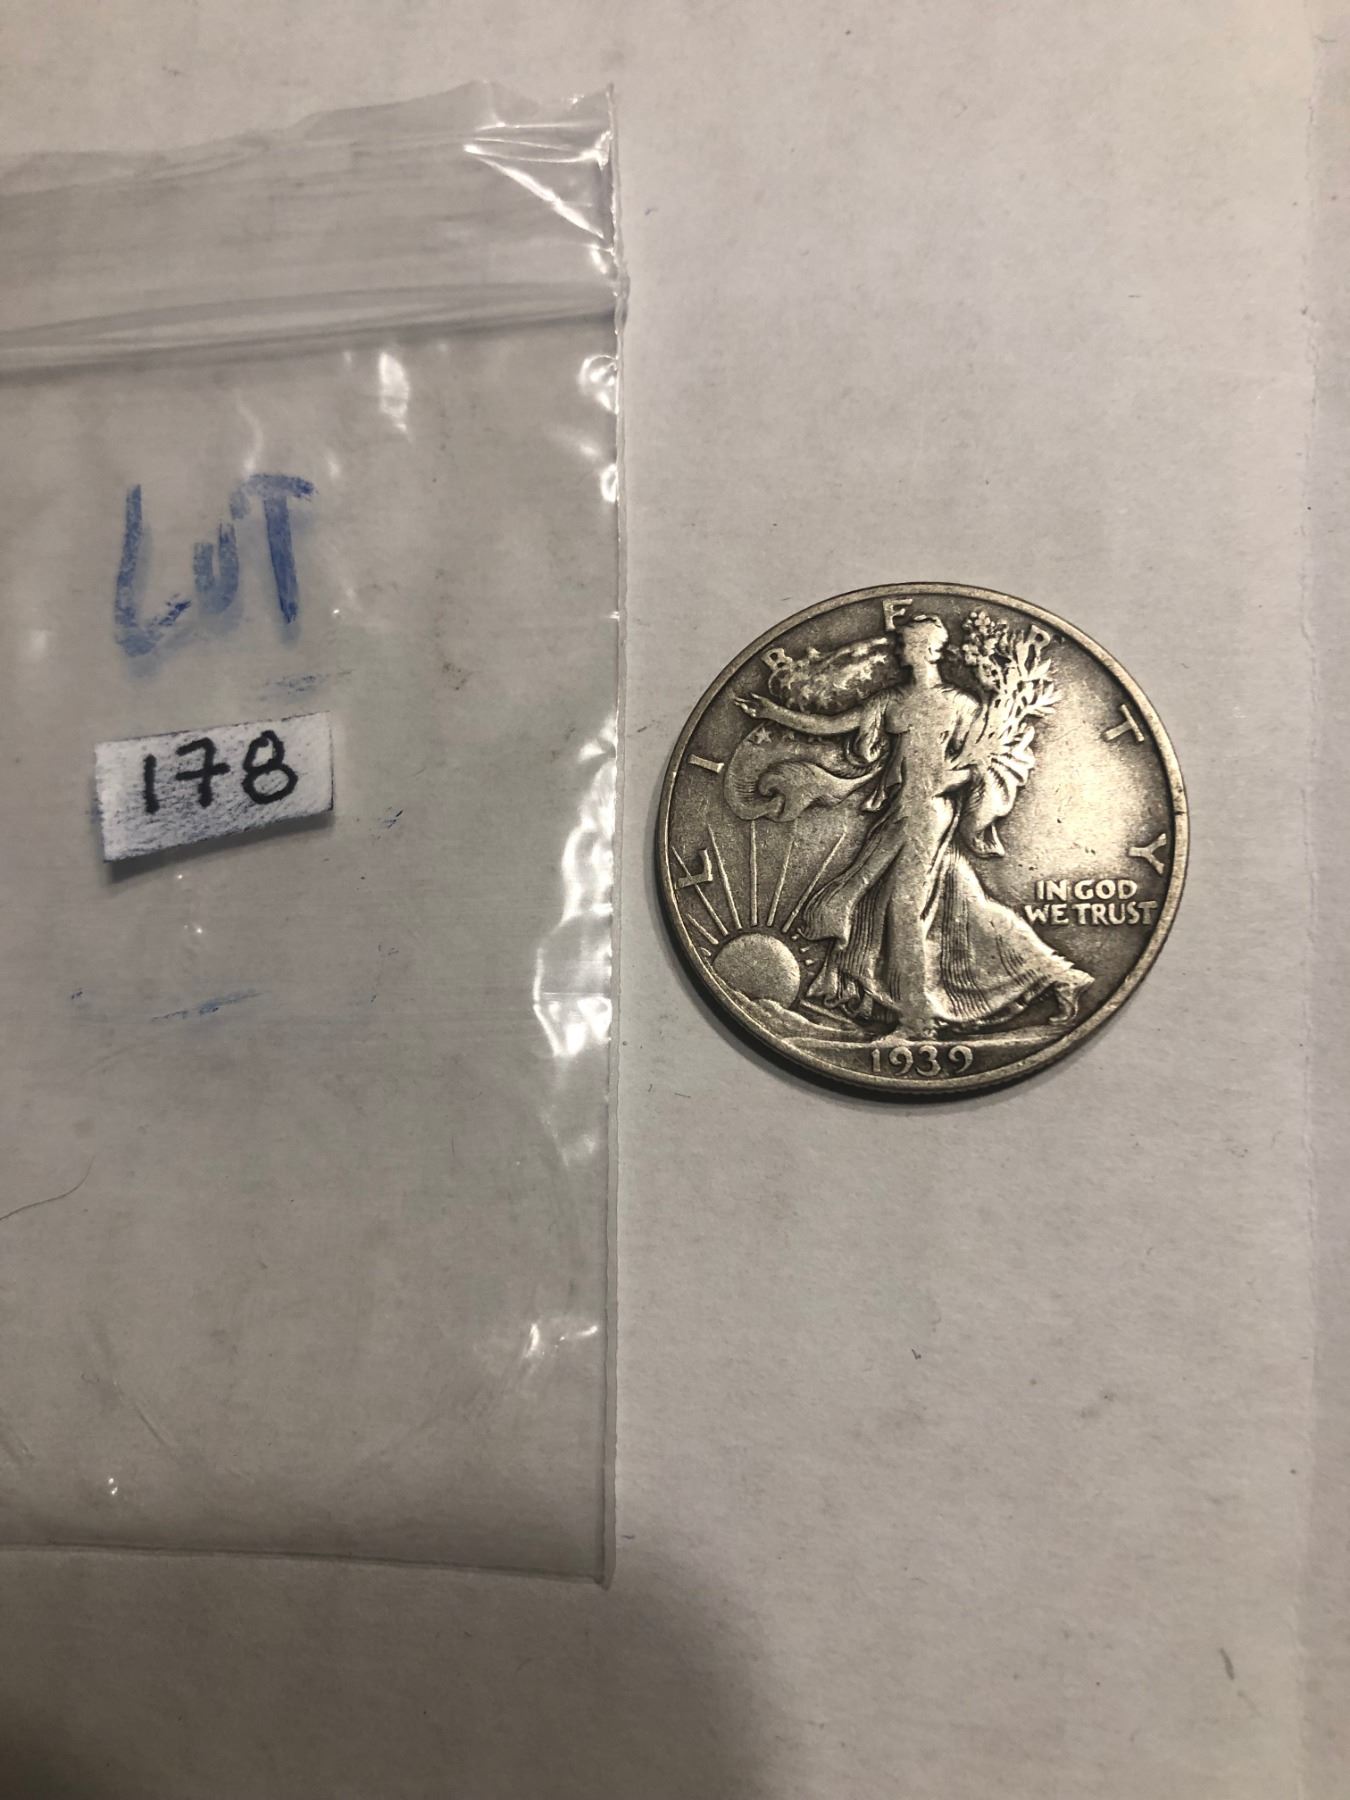 LOT
178
LIBERTY
IN GOD
WE TRUST
1939